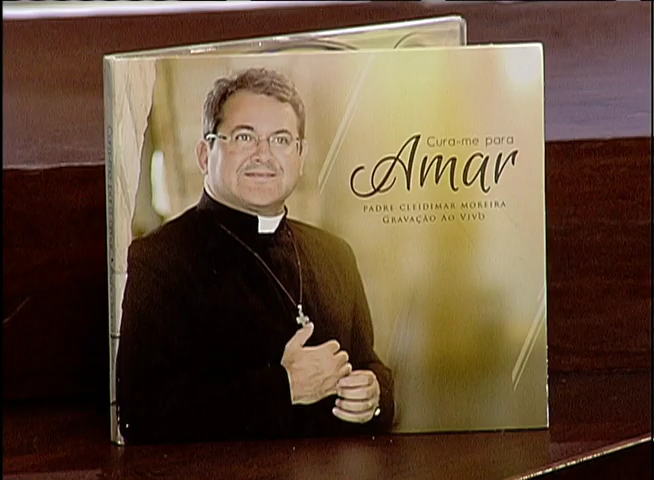 Cura-me para
Amar
PADRE CLEIDIMAR MOREIRA
GRAVAÇÃO AO VIVO